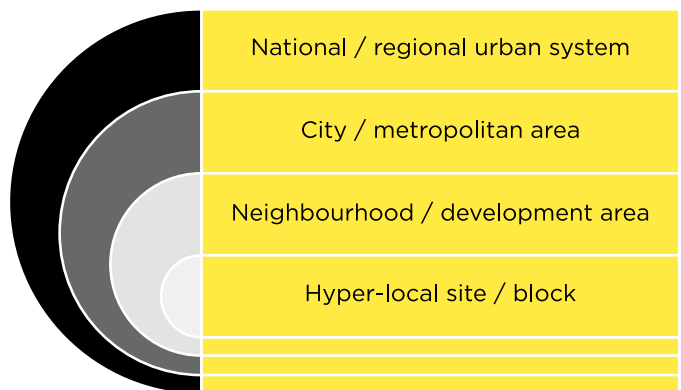 National / regional urban system
City / metropolitan area
Neighbourhood / development area
Hyper-local site / block